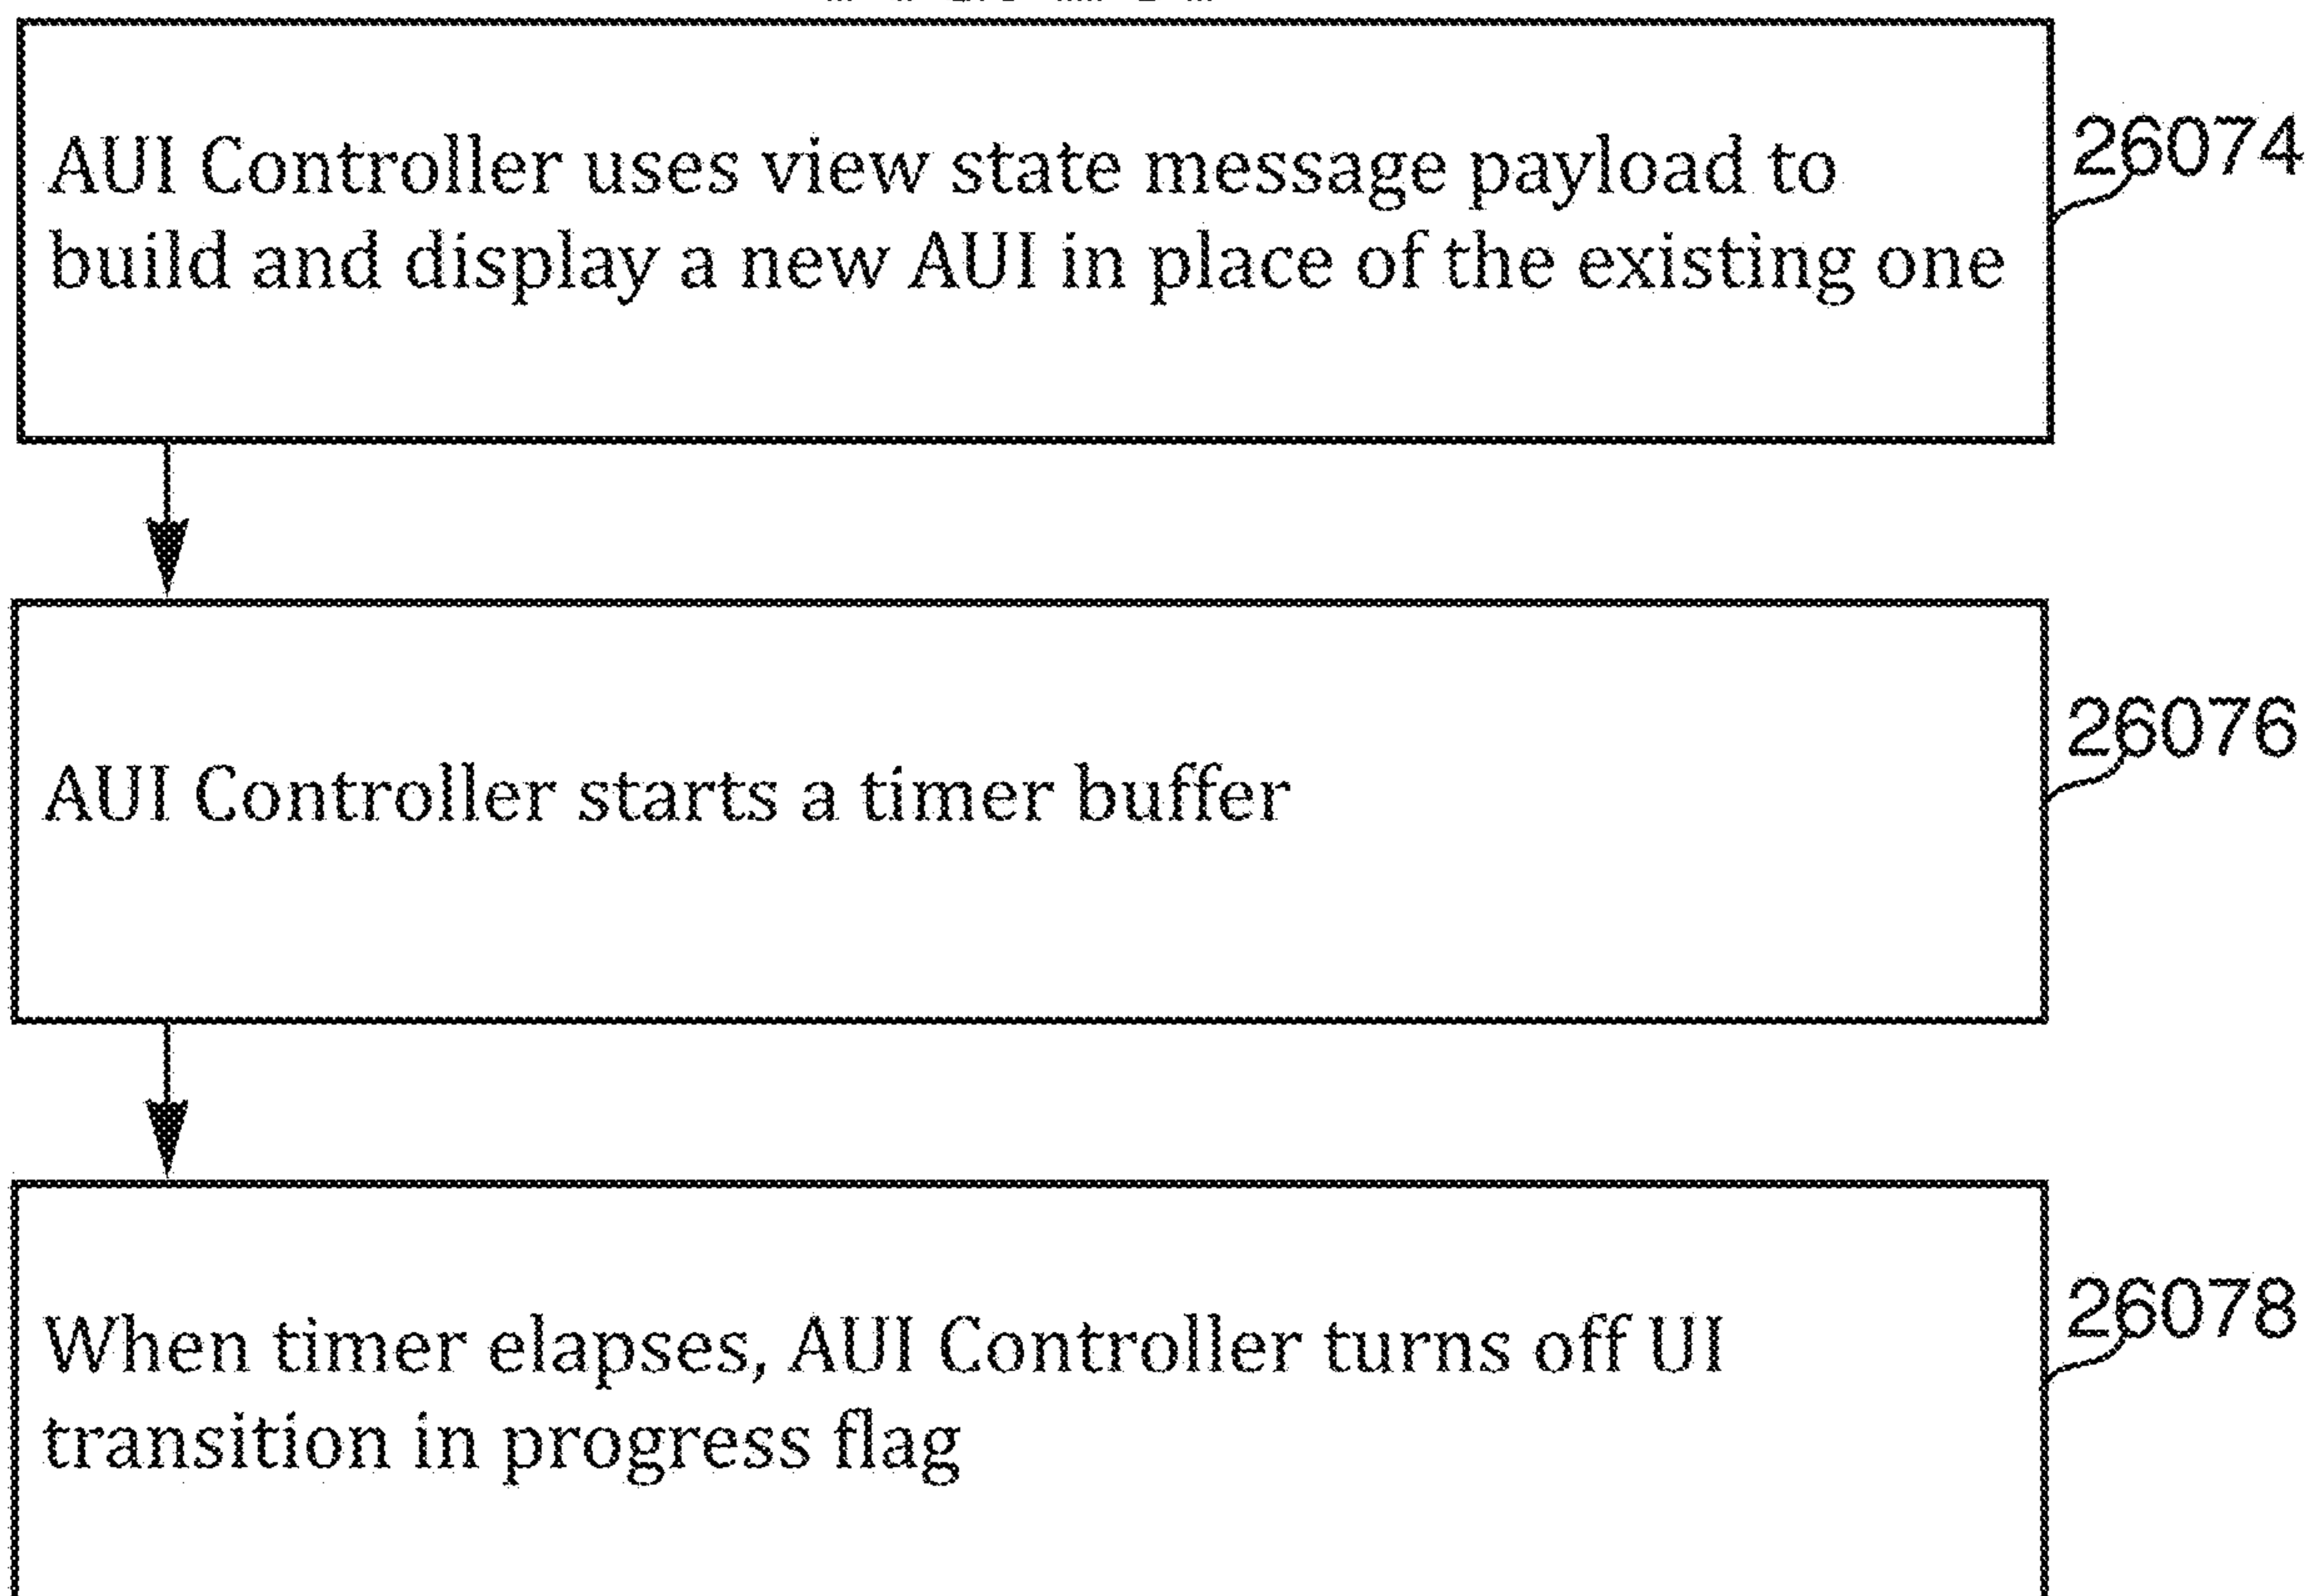 AUI Controller uses view state message payload to
build and display a new AUI in place of the existing one
26074
AUI Controller starts a timer buffer
26076
When timer elapses, AUI Controller turns off UI
transition in progress flag
26078